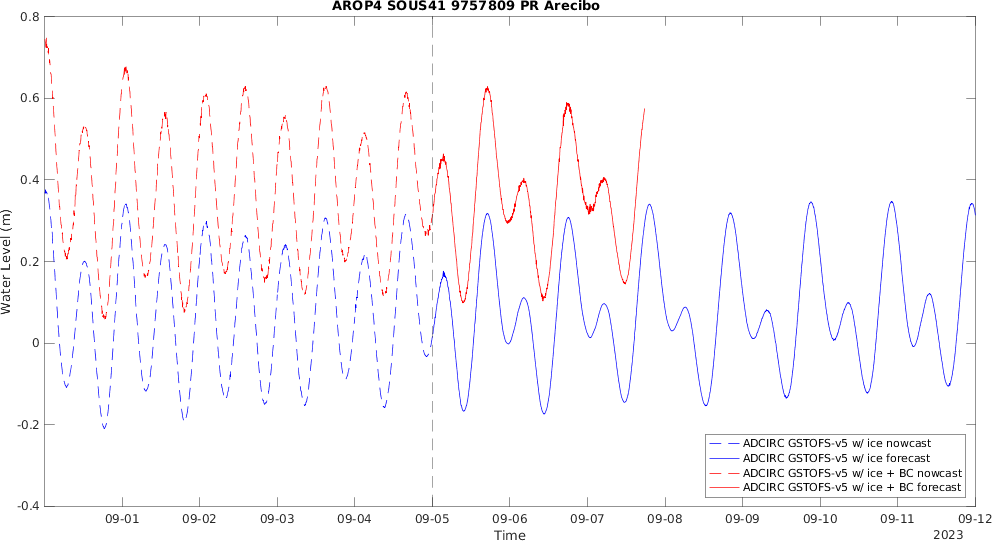 AROP4 SOUS41 9757809 PR Arecibo
0.8
0.6
0.4
0.2
0
-0.2
-0.4
Water Level (m)
ADCIRC GSTOFS-v5 w/ ice nowcast
ADCIRC GSTOFS-v5 w/ ice forecast
ADCIRC GSTOFS-v5 w/ ice + BC nowcast
ADCIRC GSTOFS-v5 w/ ice + BC forecast
09-01 09-02 09-03 09-04 09-05 09-06 09-07 09-08 09-09 09-10 09-11 09-12
Time
2023